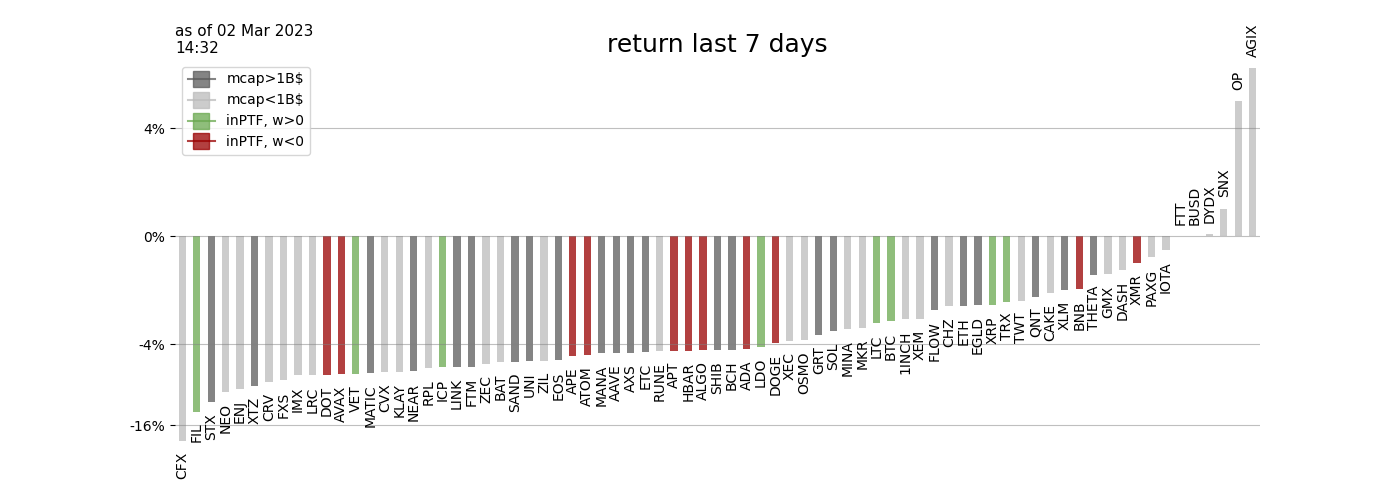 as of 02 Mar 2023
14:32
return last 7 days
mcap>1B$
mcap<1B$
inPTF, w>0
inPTF, w<0
4%
0%
-4%
-16%
CFX
FIL
STX
NEO
ENJ
XTZ
CRV
FXS
IMX
LRC
DOT
AVAX
VET
MATIC
CVX
KLAY
NEAR
RPL
ICP
LINK
FTM
ZEC
BAT
SAND
UNI
ZIL
EOS
APE
ATOM
MANA
AAVE
AXS
ETC
RUNE
APT
HBAR
ALGO
SHIB
BCH
ADA
LDO
DOGE
XEC
OSMO
GRT
SOL
MINA
MKR
LTC
BTC
1INCH
XEM
FLOW
CHZ
ETH
EGLD
XRP
TRX
TWT
QNT
CAKE
XLM
BNB
THETA
GMX
DASH
XMR
PAXG
IOTA
FTT
BUSD
DYDX
SNX
OP
AGIX